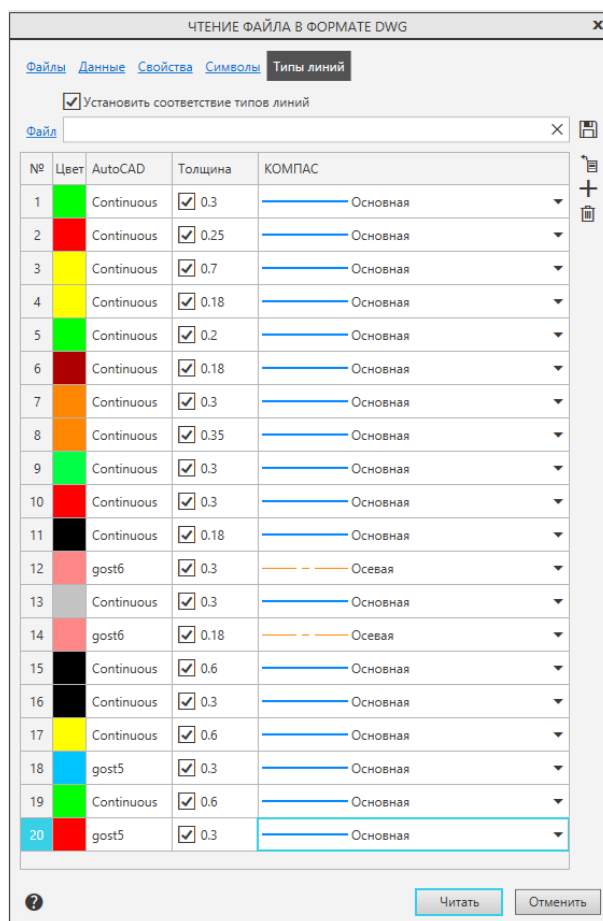 ЧТЕНИЕ ФАЙЛА В ФОРМАТЕ DWG
Файлы Данные Свойства Символы Типы линий
Установить соответствие типов линий
Файл
№ Цвет AutoCAD Толщина КОМПАС
1 Continuous 0.3 Основная
2 Continuous 0.25 Основная
3 Continuous 0.7 Основная
4 Continuous 0.18 Основная
5 Continuous 0.2 Основная
6 Continuous 0.18 Основная
7 Continuous 0.3 Основная
8 Continuous 0.35 Основная
9 Continuous 0.3 Основная
10 Continuous 0.3 Основная
11 Continuous 0.18 Основная
12 gost6 0.3 Осевая
13 Continuous 0.3 Основная
14 gost6 0.18 Осевая
15 Continuous 0.6 Основная
16 Continuous 0.3 Основная
17 Continuous 0.6 Основная
18 gost5 0.3 Основная
19 Continuous 0.6 Основная
20 gost5 0.3 Основная
Читать Отменить